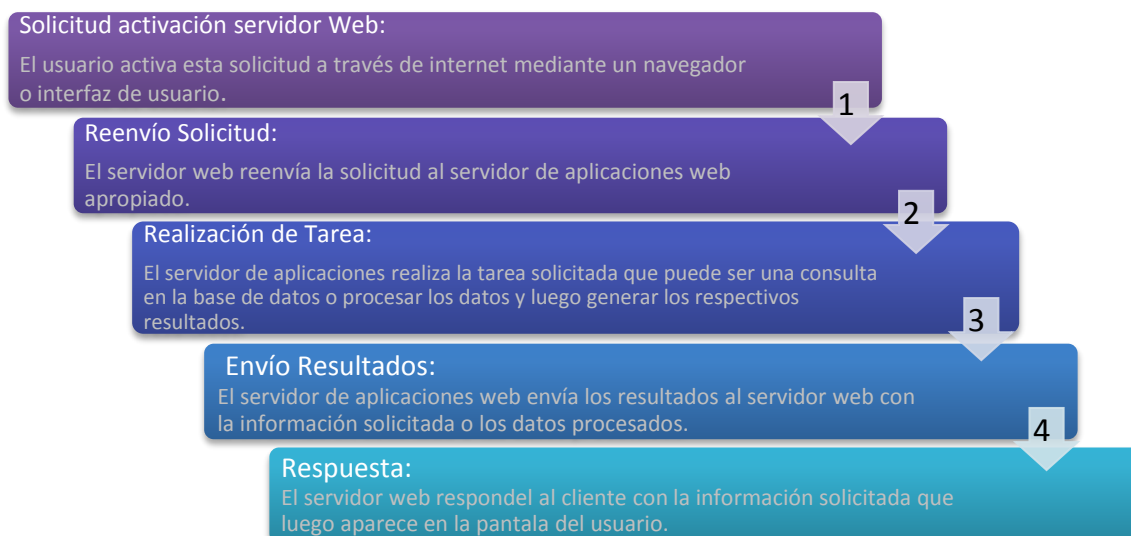 Solicitud activación servidor Web:
El usuario activa esta solicitud a través de internet mediante un navegador
o interfaz de usuario.
1
Reenvío Solicitud:
El servidor web reenvía la solicitud al servidor de aplicaciones web
apropiado.
2
Realización de Tarea:
El servidor de aplicaciones realiza la tarea solicitada que puede ser una consulta
en la base de datos o procesar los datos y luego generar los respectivos
resultados.
3
Envío Resultados:
El servidor de aplicaciones web envía los resultados al servidor web con
la información solicitada o los datos procesados.
4
Respuesta:
El servidor web respondel al cliente con la información solicitada que
luego aparece en la pantala del usuario.